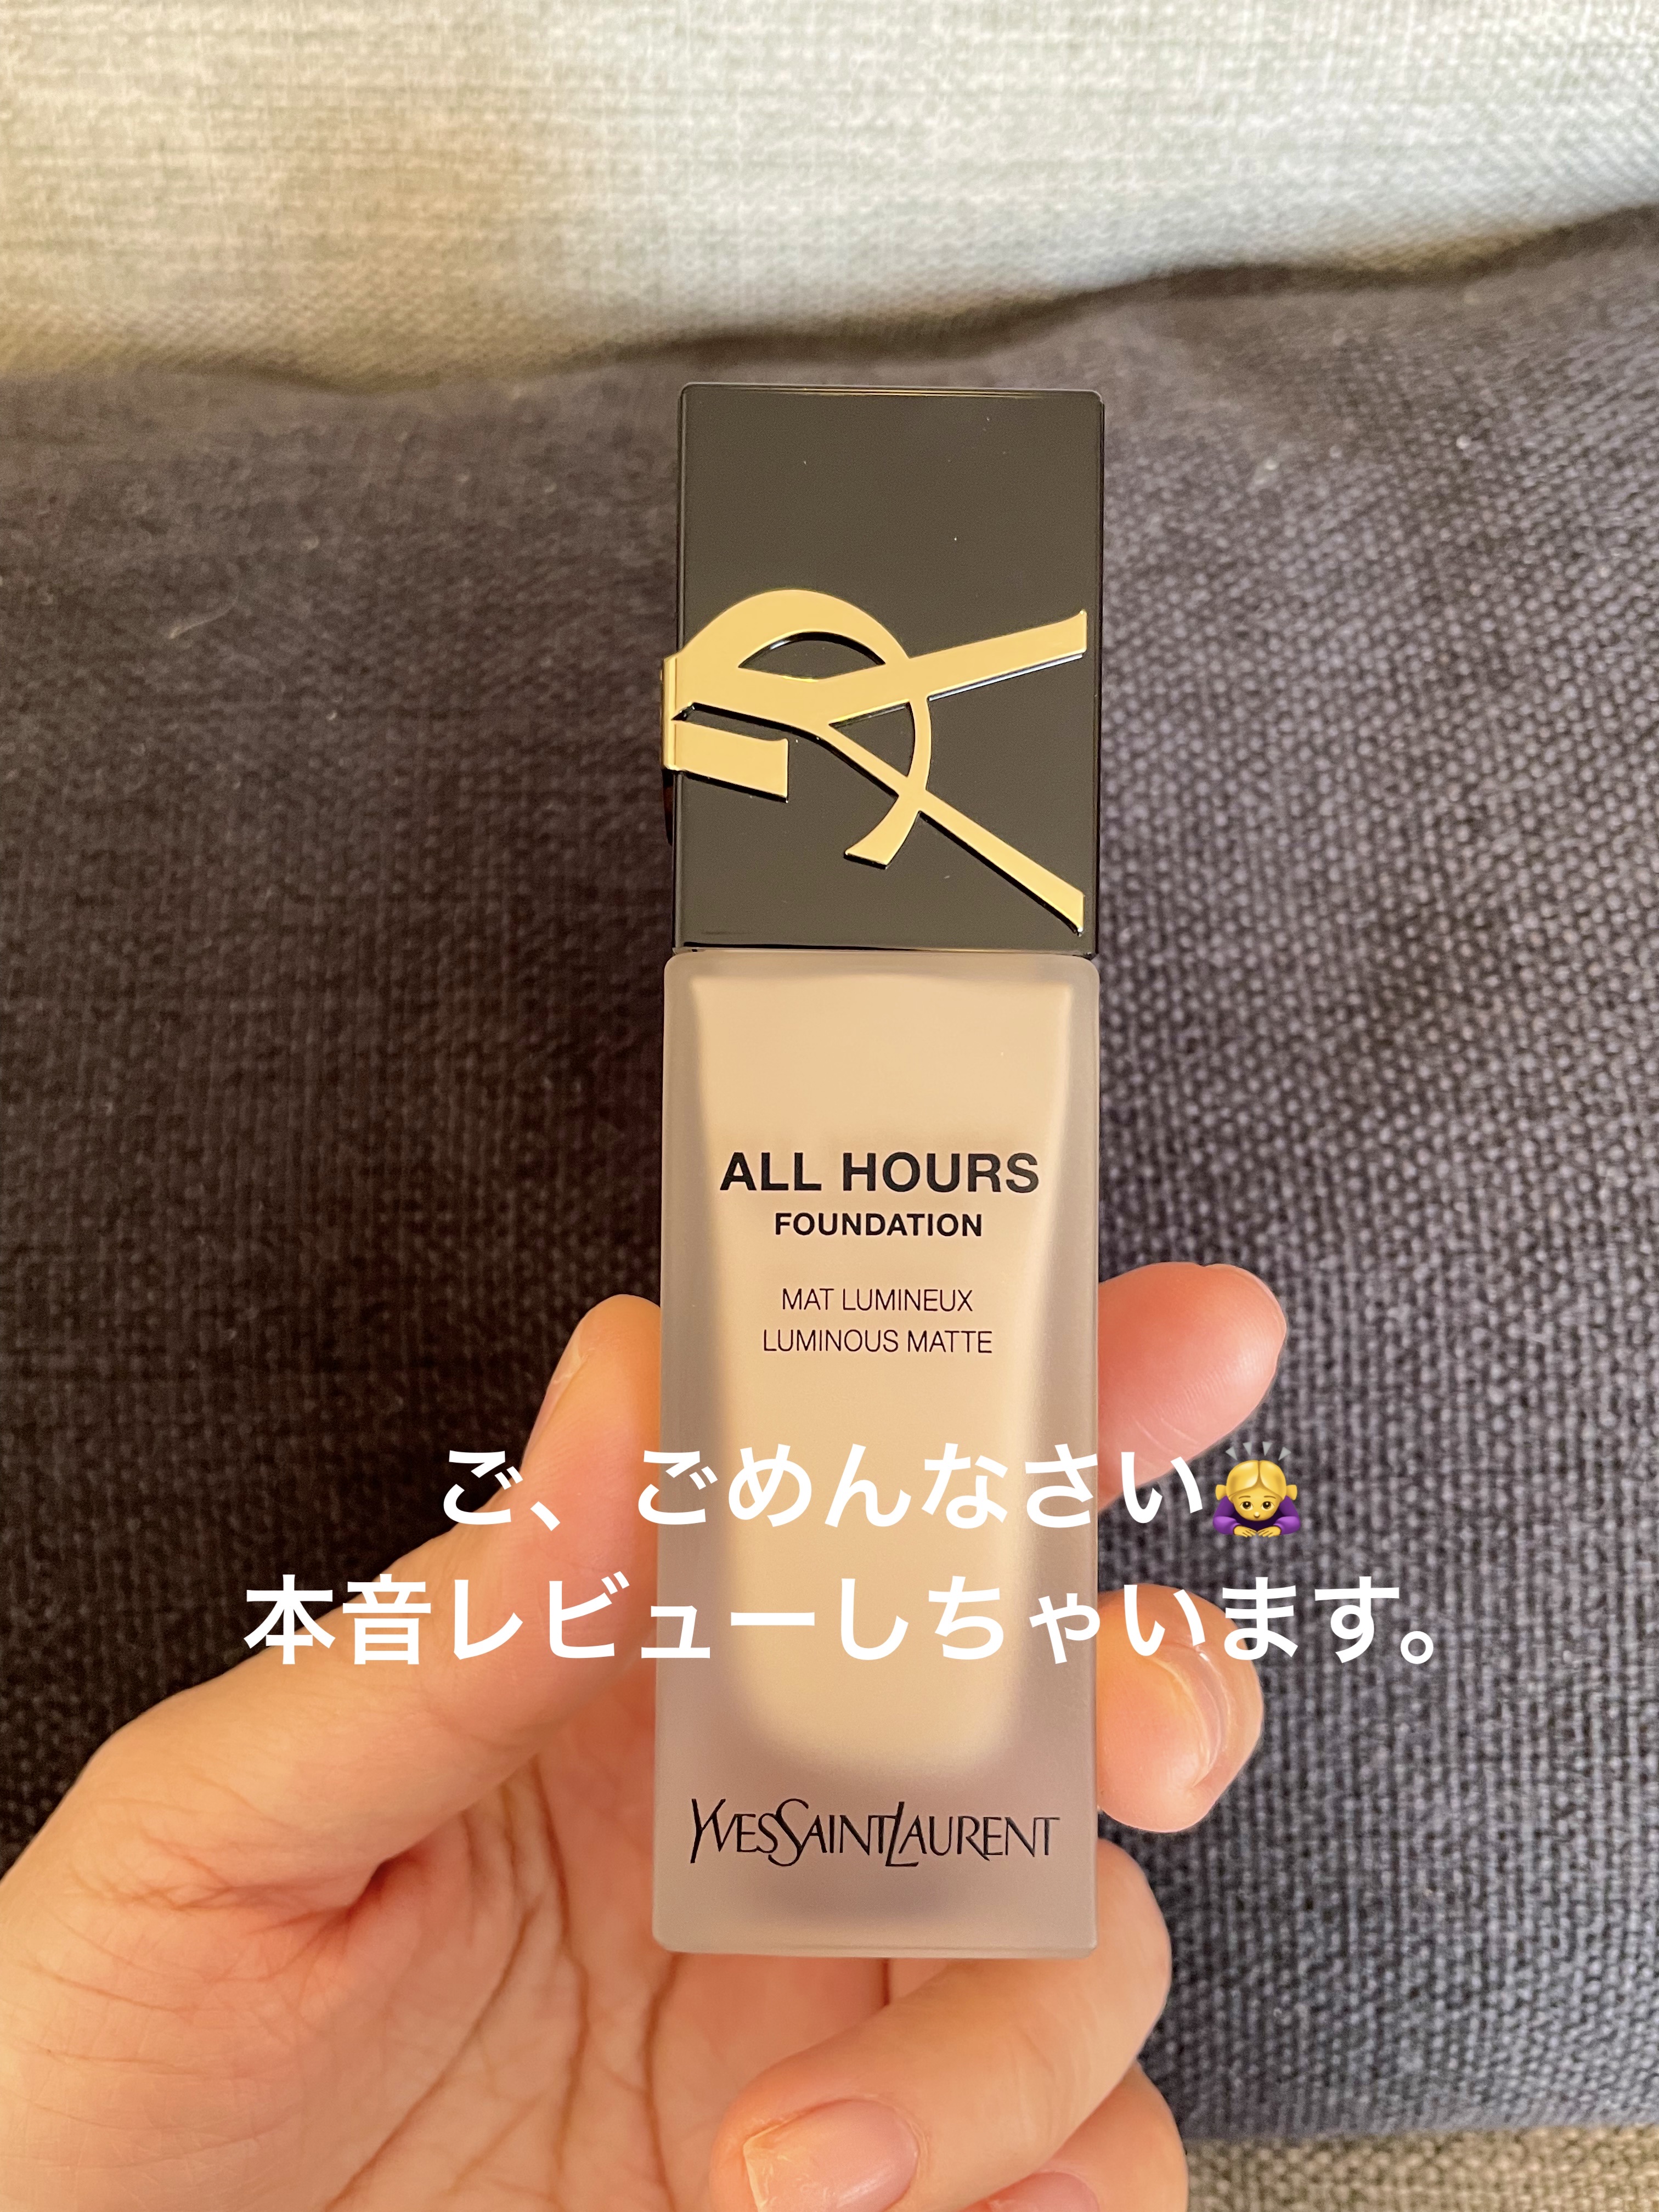 ALL HOURS
FOUNDATION
MAT LUMINEUX
LUMINOUS MATTE
ご、ごめんなさい🙇‍♀️
本音レビューしちゃいます。
YVESSAINTLAURENT